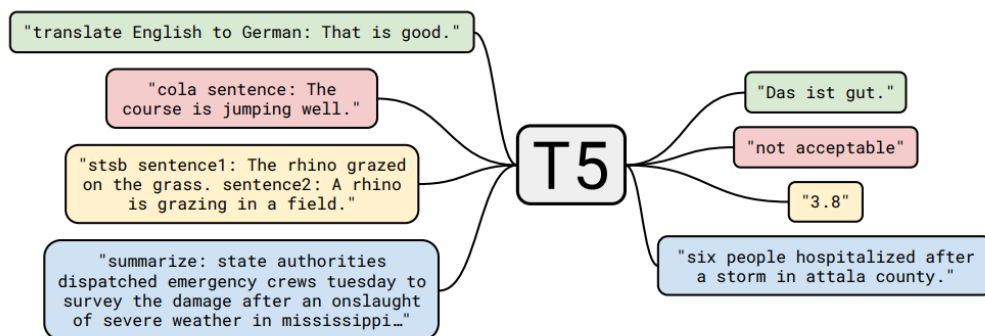 "translate English to German: That is good."
"cola sentence: The
course is jumping well."
"stsb sentence1: The rhino grazed
on the grass. sentence2: A rhino
is grazing in a field."
"summarize: state authorities
dispatched emergency crews tuesday to
survey the damage after an onslaught
of severe weather in mississippi…"
T5
"Das ist gut."
"not acceptable"
"3.8"
"six people hospitalized after
a storm in attala county."